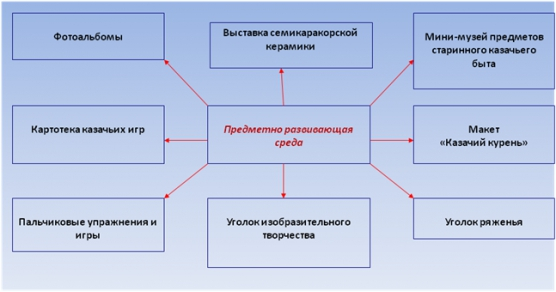 Фотоальбомы
Выставка семикаракорской
керамики
Мини-музей предметов
старинного казачьего
быта
Картотека казачьих игр
Предметно развивающая
среда
Макет
«Казачий курень»
Пальчиковые упражнения и
игры
Уголок изобразительного
творчества
Уголок ряженья